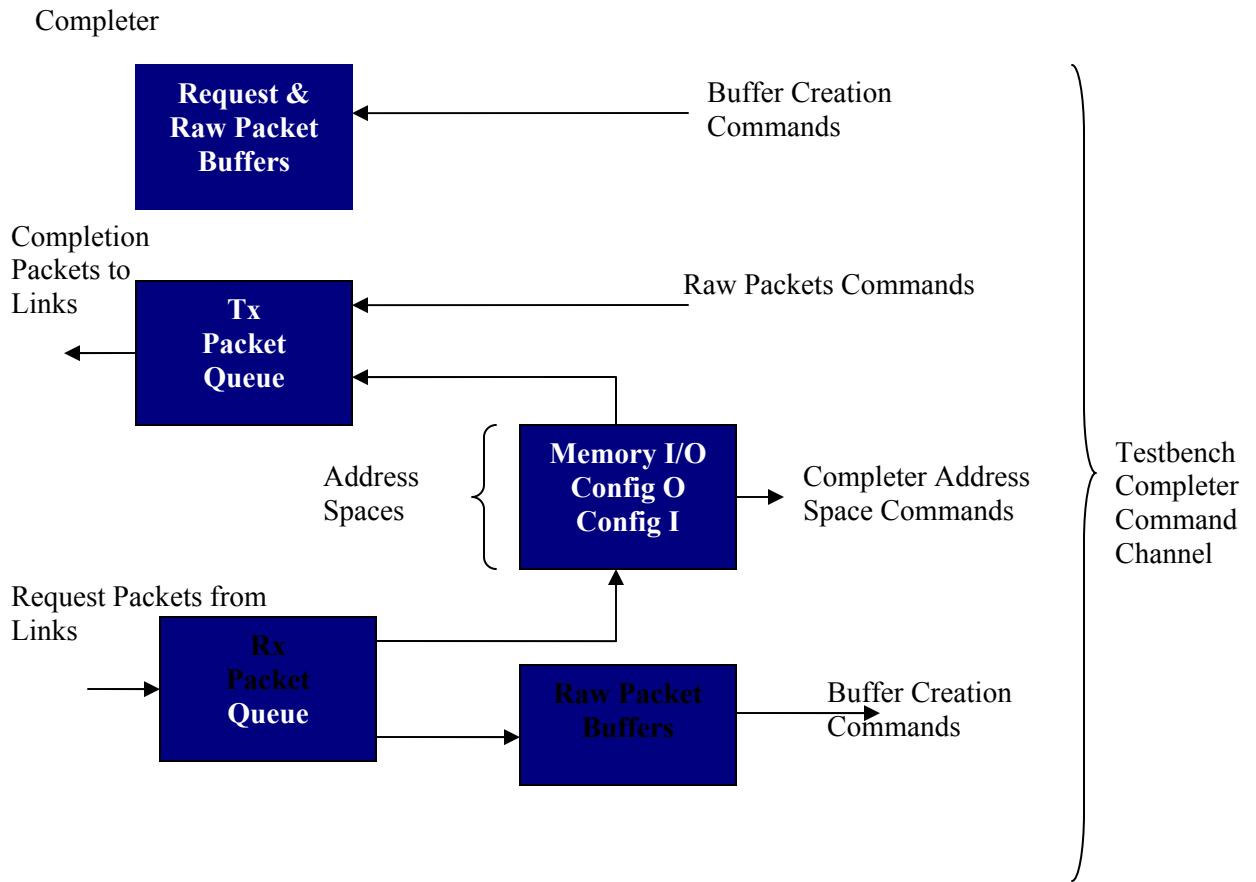 Completer
Request &
Raw Packet
Buffers
Buffer Creation
Commands
Completion
Packets to
Links
Tx
Packet
Queue
Raw Packets Commands
Address
Spaces
Memory I/O
Config O
Config I
Completer Address
Space Commands
Testbench
Completer
Command
Channel
Request Packets from
Links
Rx
Packet
Queue
Raw Packet
Buffers
Buffer Creation
Commands